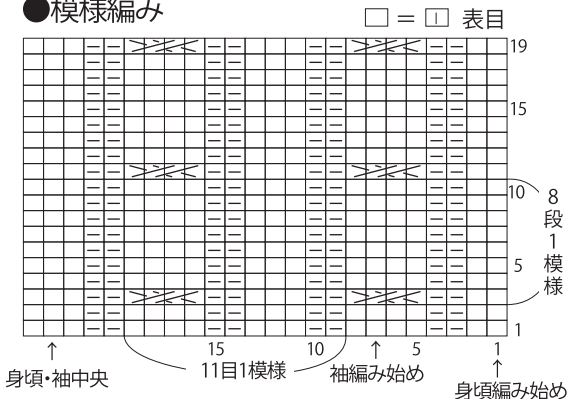 ●模様編み
□ = | 表目
19
15
10
5
1
8段1模様
15 10 5 1
11目1模様
袖編み始め
身頃・袖中央
身頃編み始め